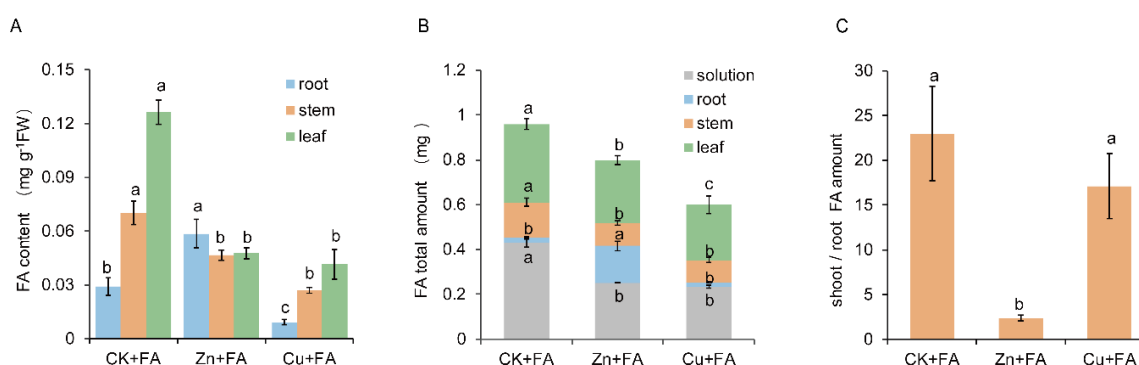 A
FA content （mg g-1FW)
0.15
0.12
0.09
0.06
0.03
0
root
stem
leaf
b
a
a
b
b
b
c
b
b
CK+FA
Zn+FA
Cu+FA
B
FA total amount （mg ）
1.2
1
0.8
0.6
0.4
0.2
0
solution
root
stem
leaf
a
a
b
a
b
b
a
b
c
b
b
b
CK+FA
Zn+FA
Cu+FA
C
shoot / root FA amount
30
25
20
15
10
5
0
a
b
a
CK+FA
Zn+FA
Cu+FA